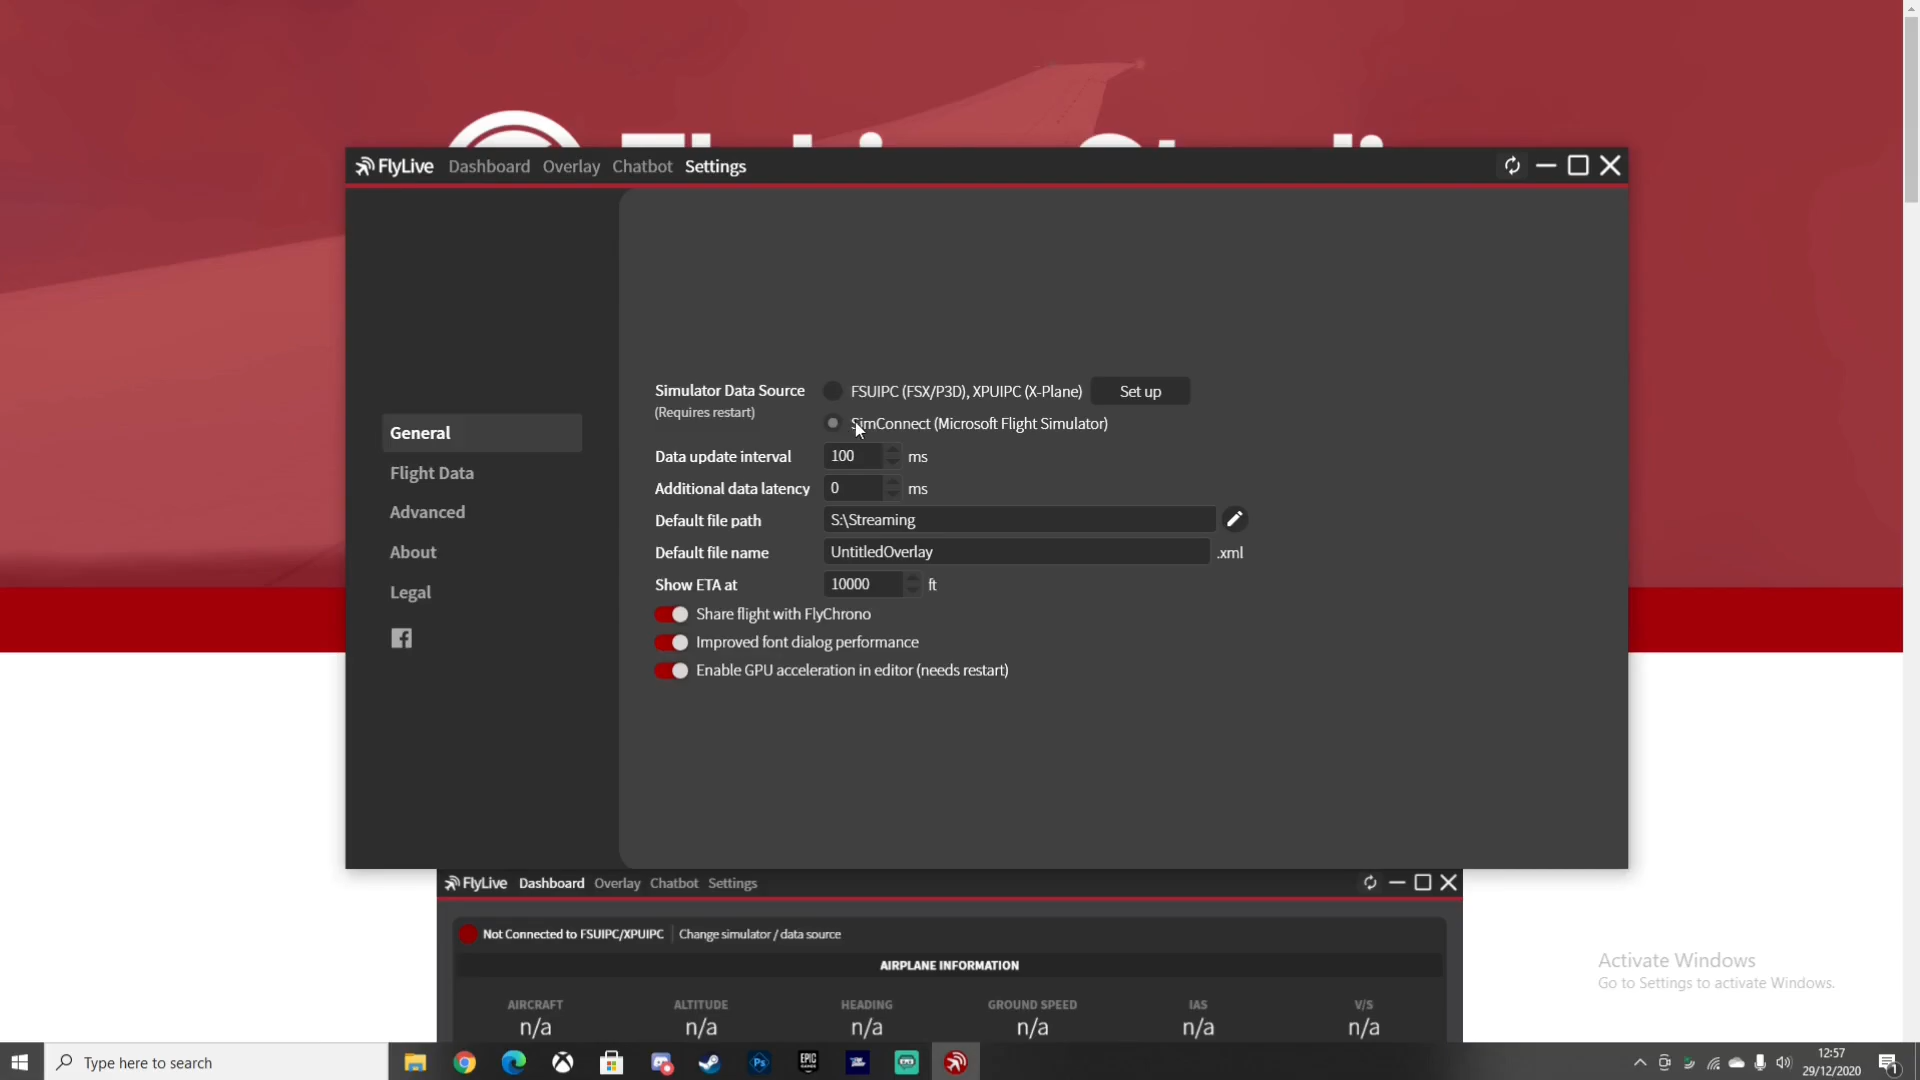 FlyLive Dashboard Overlay Chatbot Settings
Simulator Data Source FSUIPC (FSX/P3D), XPUIPC (X-Plane) Set up
(Requires restart)
SimConnect (Microsoft Flight Simulator)
General
Data update interval 100 ms
Flight Data
Additional data latency 0 ms
Advanced
Default file path S:\Streaming
About
Default file name UntitledOverlay .xml
Legal
Show ETA at 10000 ft
Share flight with FlyChrono
Improved font dialog performance
Enable GPU acceleration in editor (needs restart)
FlyLive Dashboard Overlay Chatbot Settings
Not Connected to FSUIPC/XPUIPC Change simulator / data source
AIRPLANE INFORMATION
AIRCRAFT ALTITUDE HEADING GROUND SPEED IAS V/S
n/a n/a n/a n/a n/a n/a
Activate Windows
Go to Settings to activate Windows.
Type here to search
Ps
EPIC
GAMES
12:57
29/12/2020
1